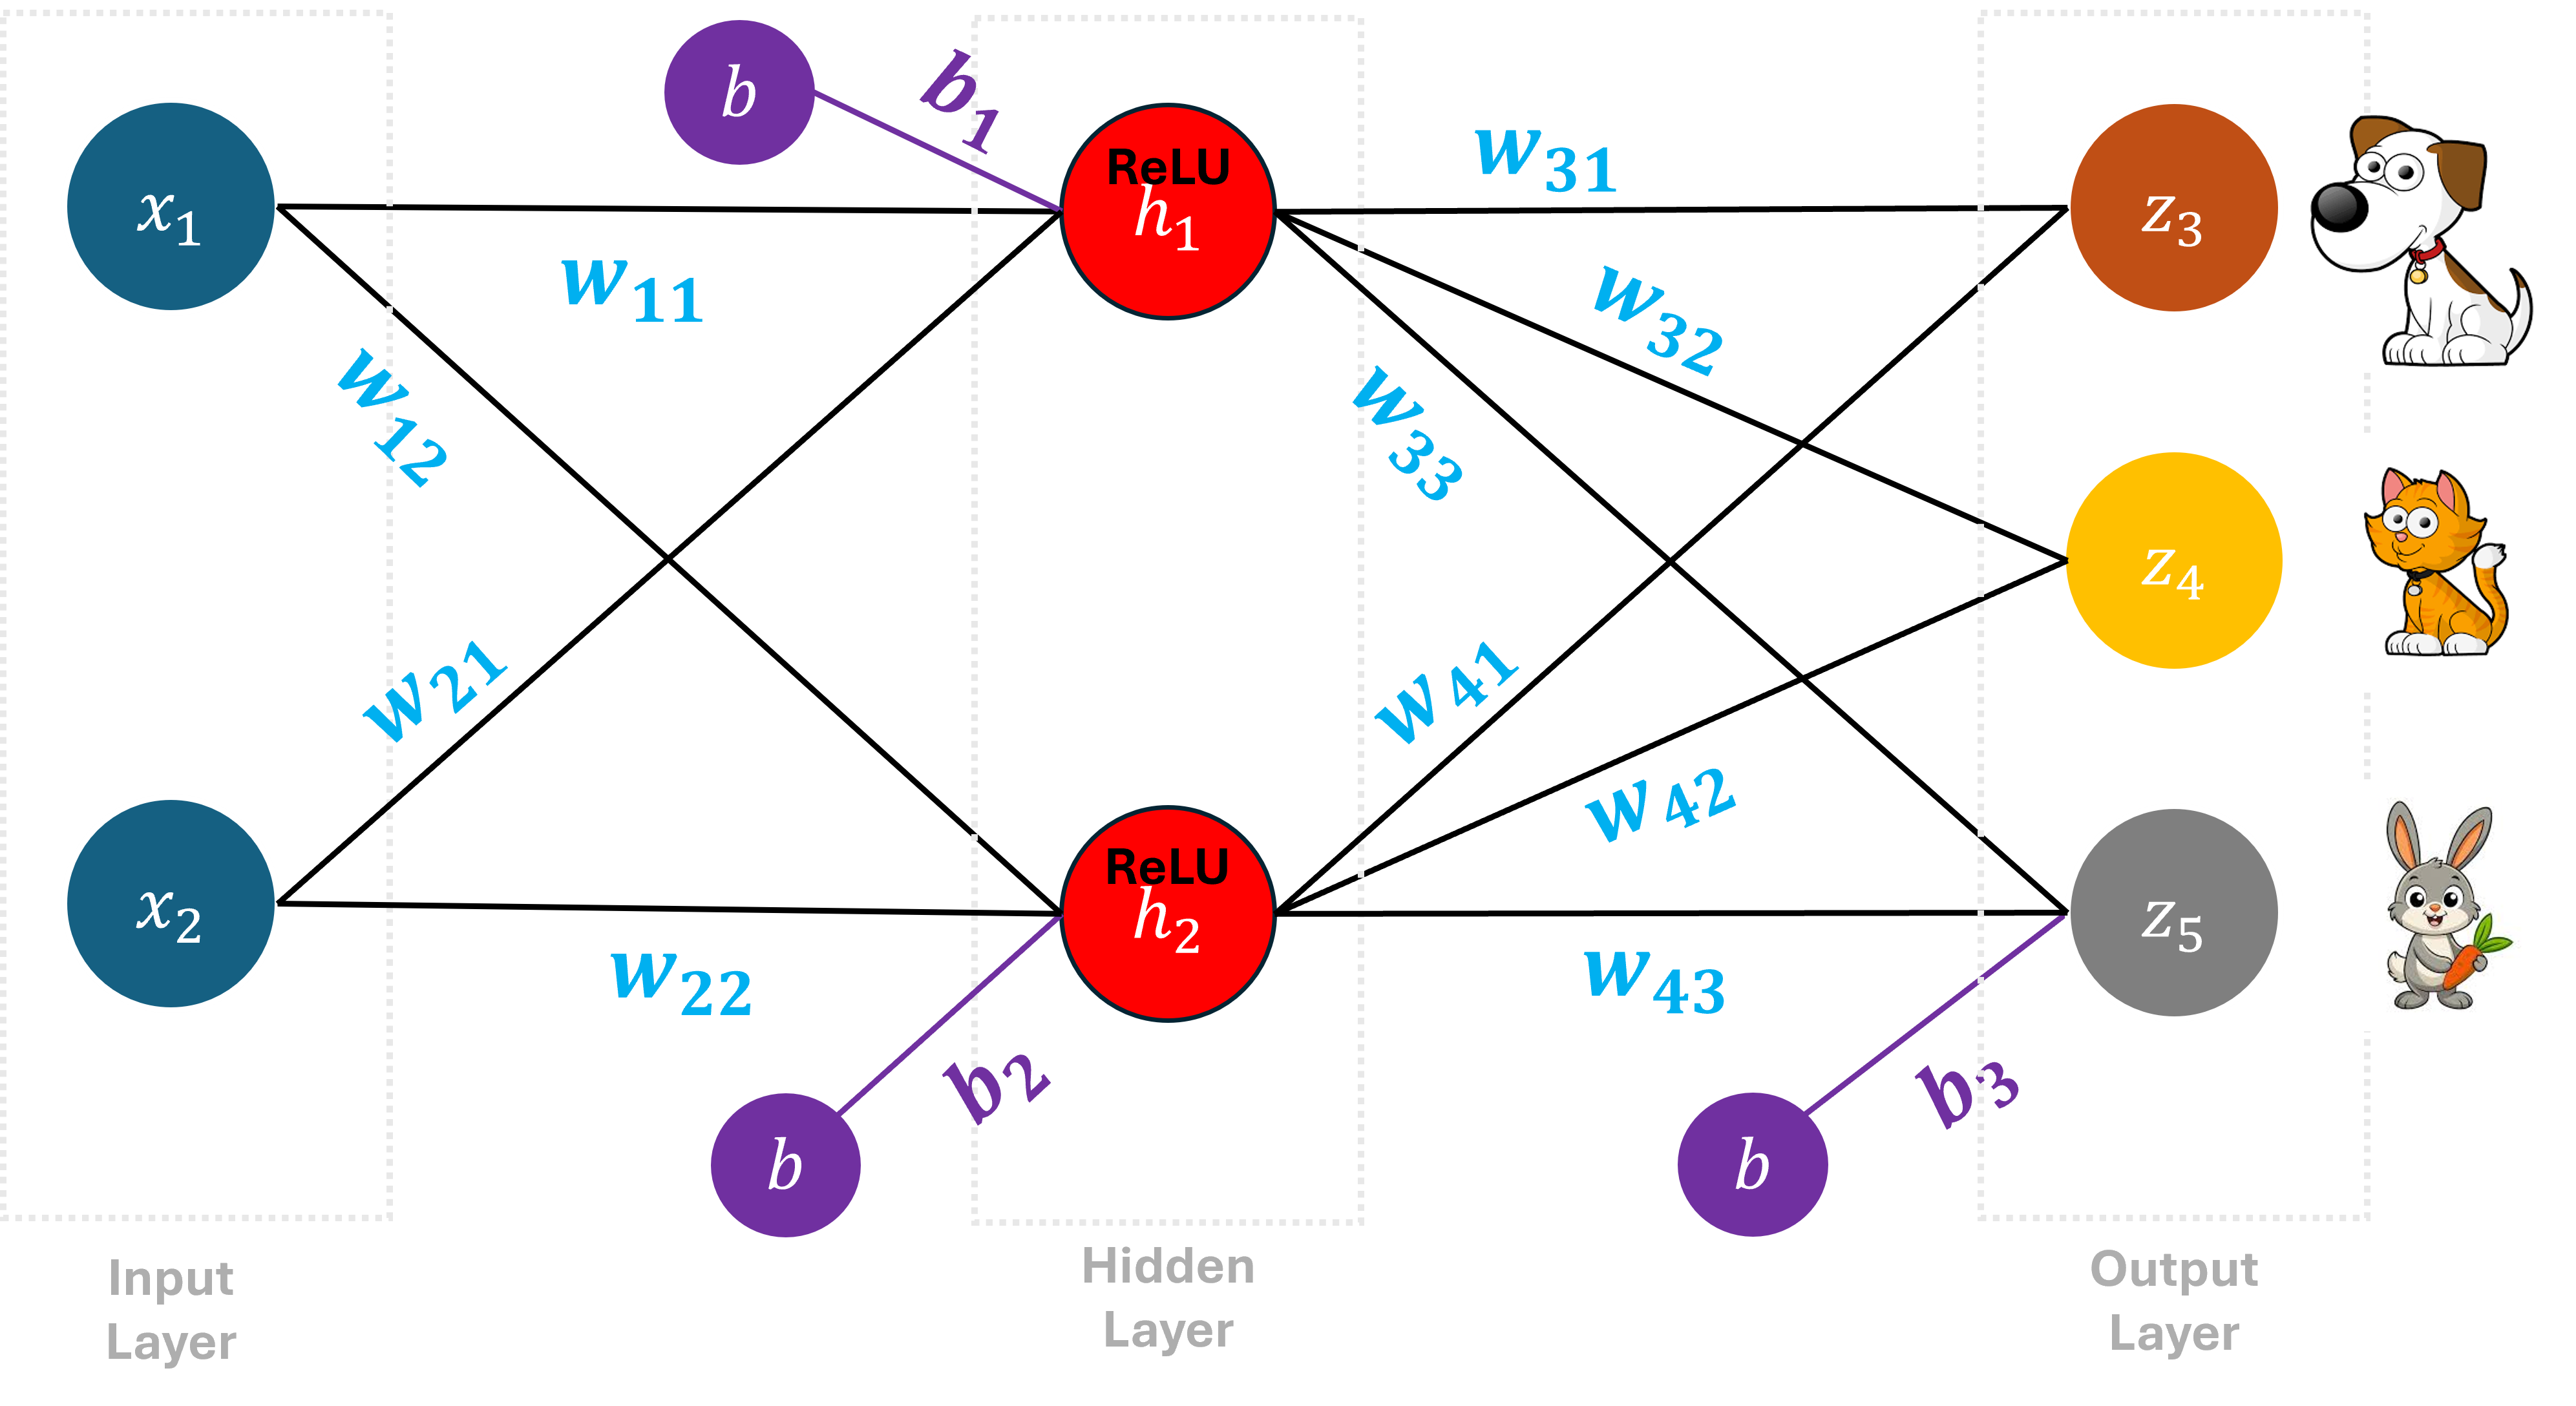 b
b₁
x₁
ReLU
h₁
w₃₁
z₃
w₁₁
w₃₂
w₁₂
w₃₃
z₄
w₂₁
w₄₁
w₄₂
x₂
ReLU
h₂
z₅
w₂₂
w₄₃
b₂
b₃
b
b
Input
Layer
Hidden
Layer
Output
Layer